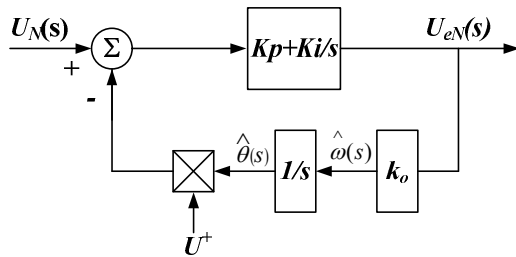 U_N(s)
+
-
Σ
Kp+Ki/s
U_eN(s)
θ̂(s)
1/s
ω̂(s)
k_o
U⁺